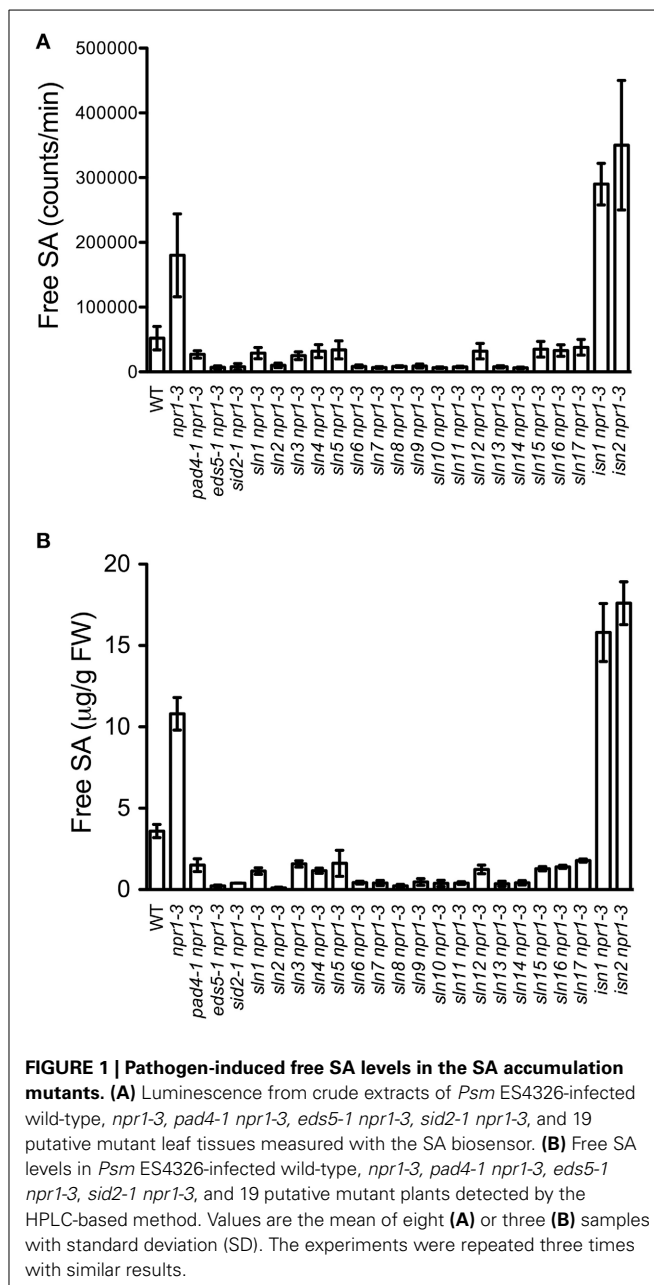 A
500000
400000
300000
200000
100000
0
Free SA (counts/min)
WT
npr1-3
pad4-1 npr1-3
eds5-1 npr1-3
sid2-1 npr1-3
sln1 npr1-3
sln2 npr1-3
sln3 npr1-3
sln4 npr1-3
sln5 npr1-3
sln6 npr1-3
sln7 npr1-3
sln8 npr1-3
sln9 npr1-3
sln10 npr1-3
sln11 npr1-3
sln12 npr1-3
sln13 npr1-3
sln14 npr1-3
sln15 npr1-3
sln16 npr1-3
sln17 npr1-3
isn1 npr1-3
isn2 npr1-3
B
20
15
10
5
0
Free SA (µg/g FW)
WT
npr1-3
pad4-1 npr1-3
eds5-1 npr1-3
sid2-1 npr1-3
sln1 npr1-3
sln2 npr1-3
sln3 npr1-3
sln4 npr1-3
sln5 npr1-3
sln6 npr1-3
sln7 npr1-3
sln8 npr1-3
sln9 npr1-3
sln10 npr1-3
sln11 npr1-3
sln12 npr1-3
sln13 npr1-3
sln14 npr1-3
sln15 npr1-3
sln16 npr1-3
sln17 npr1-3
isn1 npr1-3
isn2 npr1-3
FIGURE 1 | Pathogen-induced free SA levels in the SA accumulation
mutants. (A) Luminescence from crude extracts of Psm ES4326-infected
wild-type, npr1-3, pad4-1 npr1-3, eds5-1 npr1-3, sid2-1 npr1-3, and 19
putative mutant leaf tissues measured with the SA biosensor. (B) Free SA
levels in Psm ES4326-infected wild-type, npr1-3, pad4-1 npr1-3, eds5-1
npr1-3, sid2-1 npr1-3, and 19 putative mutant plants detected by the
HPLC-based method. Values are the mean of eight (A) or three (B) samples
with standard deviation (SD). The experiments were repeated three times
with similar results.